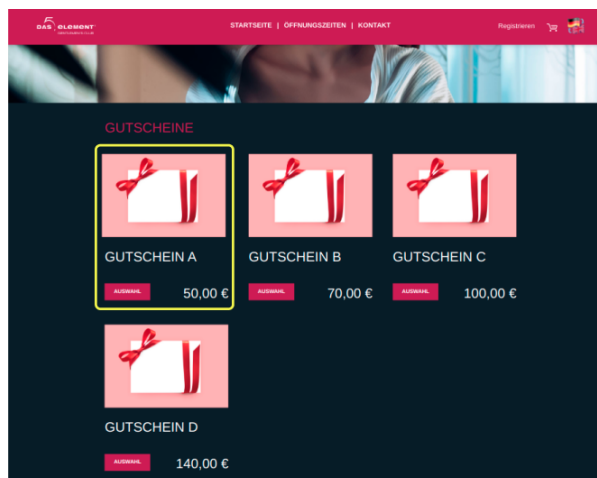 DAS ELEMENT
STARTSEITE | ÖFFNUNGSZEITEN | KONTAKT
Registrieren
GUTSCHEINE
GUTSCHEIN A
AUSWAHL 50,00 €
GUTSCHEIN B
AUSWAHL 70,00 €
GUTSCHEIN C
AUSWAHL 100,00 €
GUTSCHEIN D
AUSWAHL 140,00 €